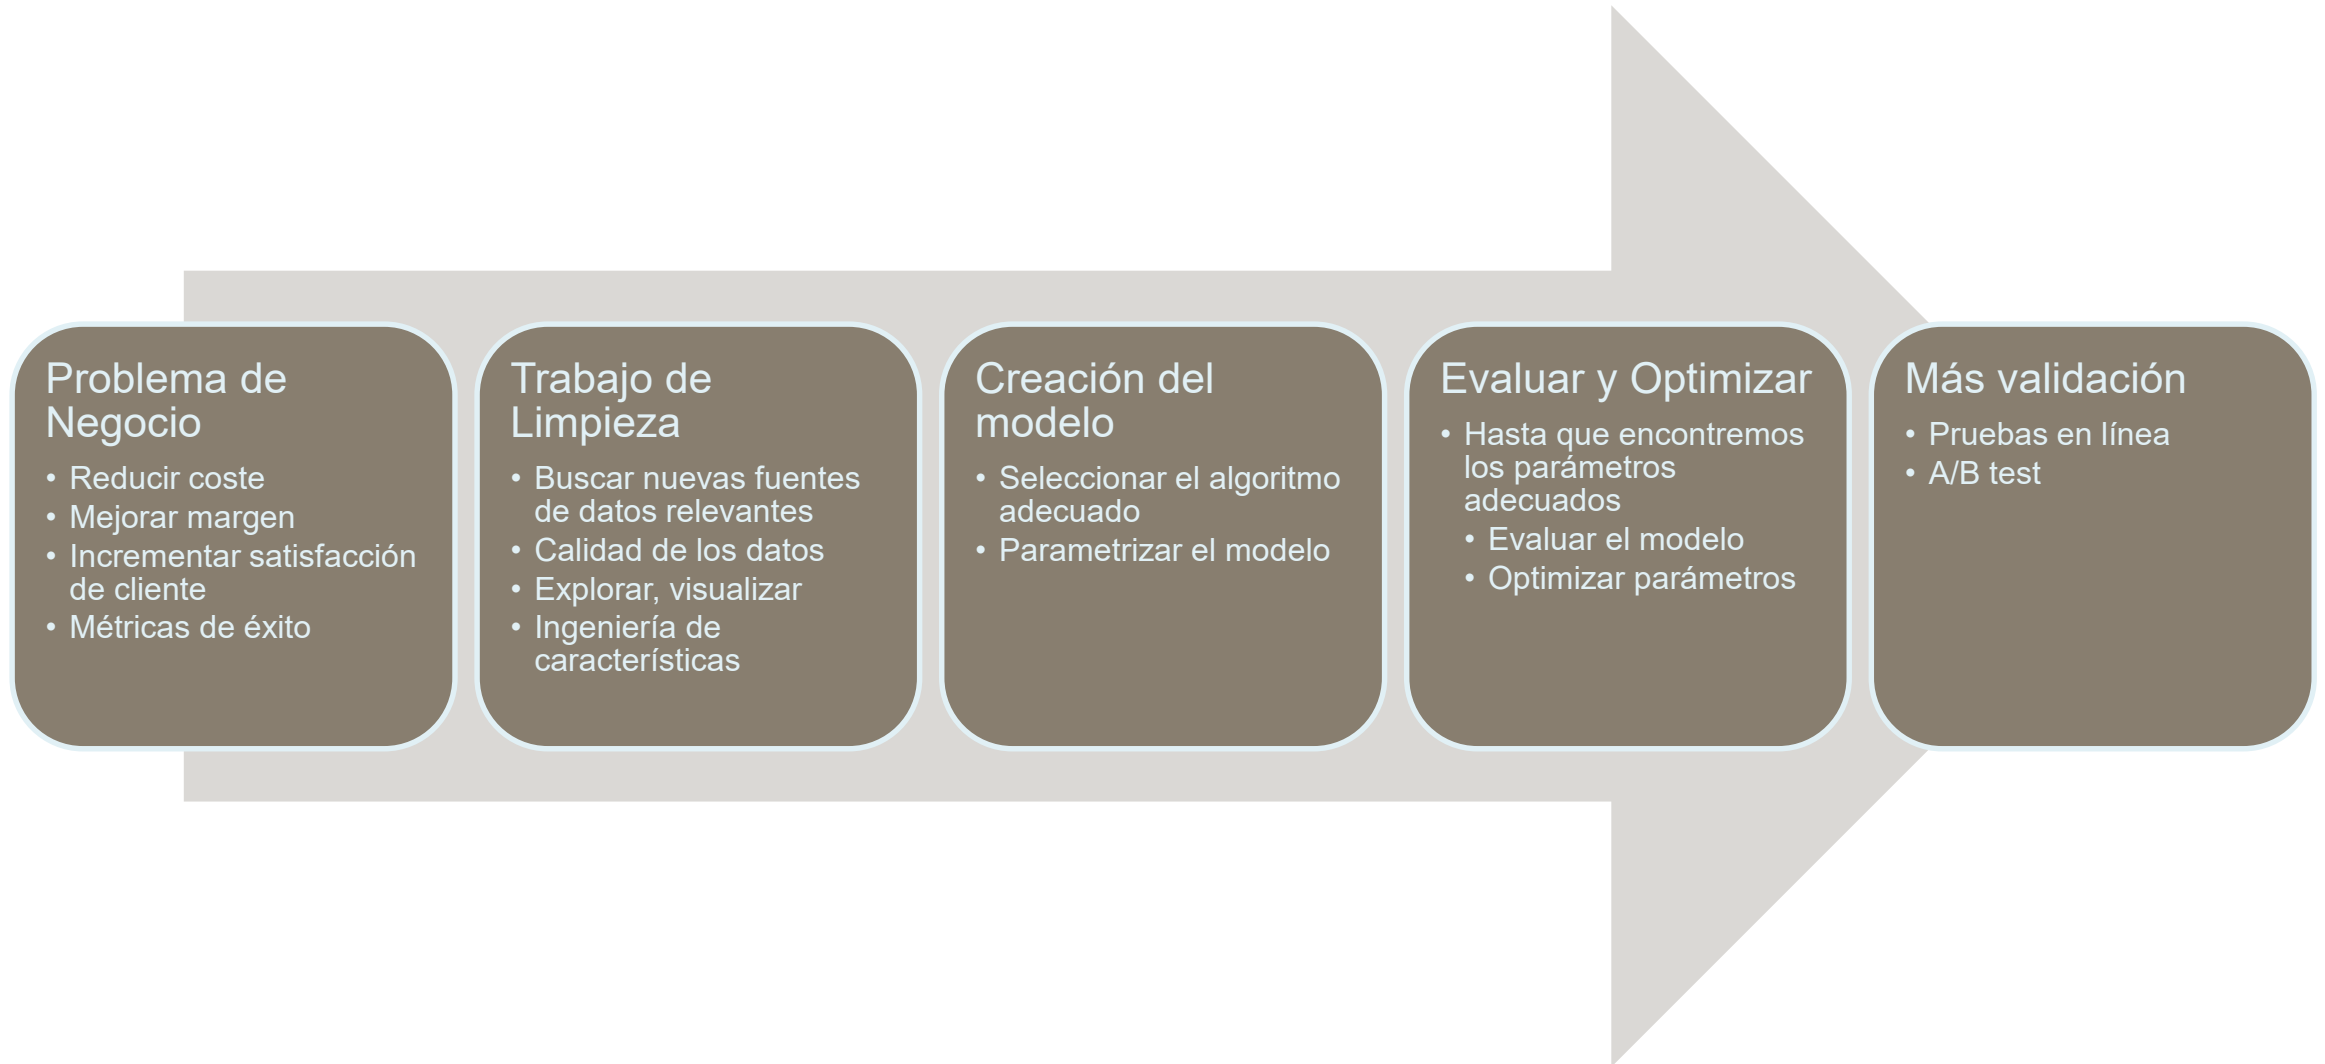 Problema de
Negocio
• Reducir coste
• Mejorar margen
• Incrementar satisfacción
de cliente
• Métricas de éxito
Trabajo de
Limpieza
• Buscar nuevas fuentes
de datos relevantes
• Calidad de los datos
• Explorar, visualizar
• Ingeniería de
características
Creación del
modelo
• Seleccionar el algoritmo
adecuado
• Parametrizar el modelo
Evaluar y Optimizar
• Hasta que encontremos
los parámetros
adecuados
• Evaluar el modelo
• Optimizar parámetros
Más validación
• Pruebas en línea
• A/B test